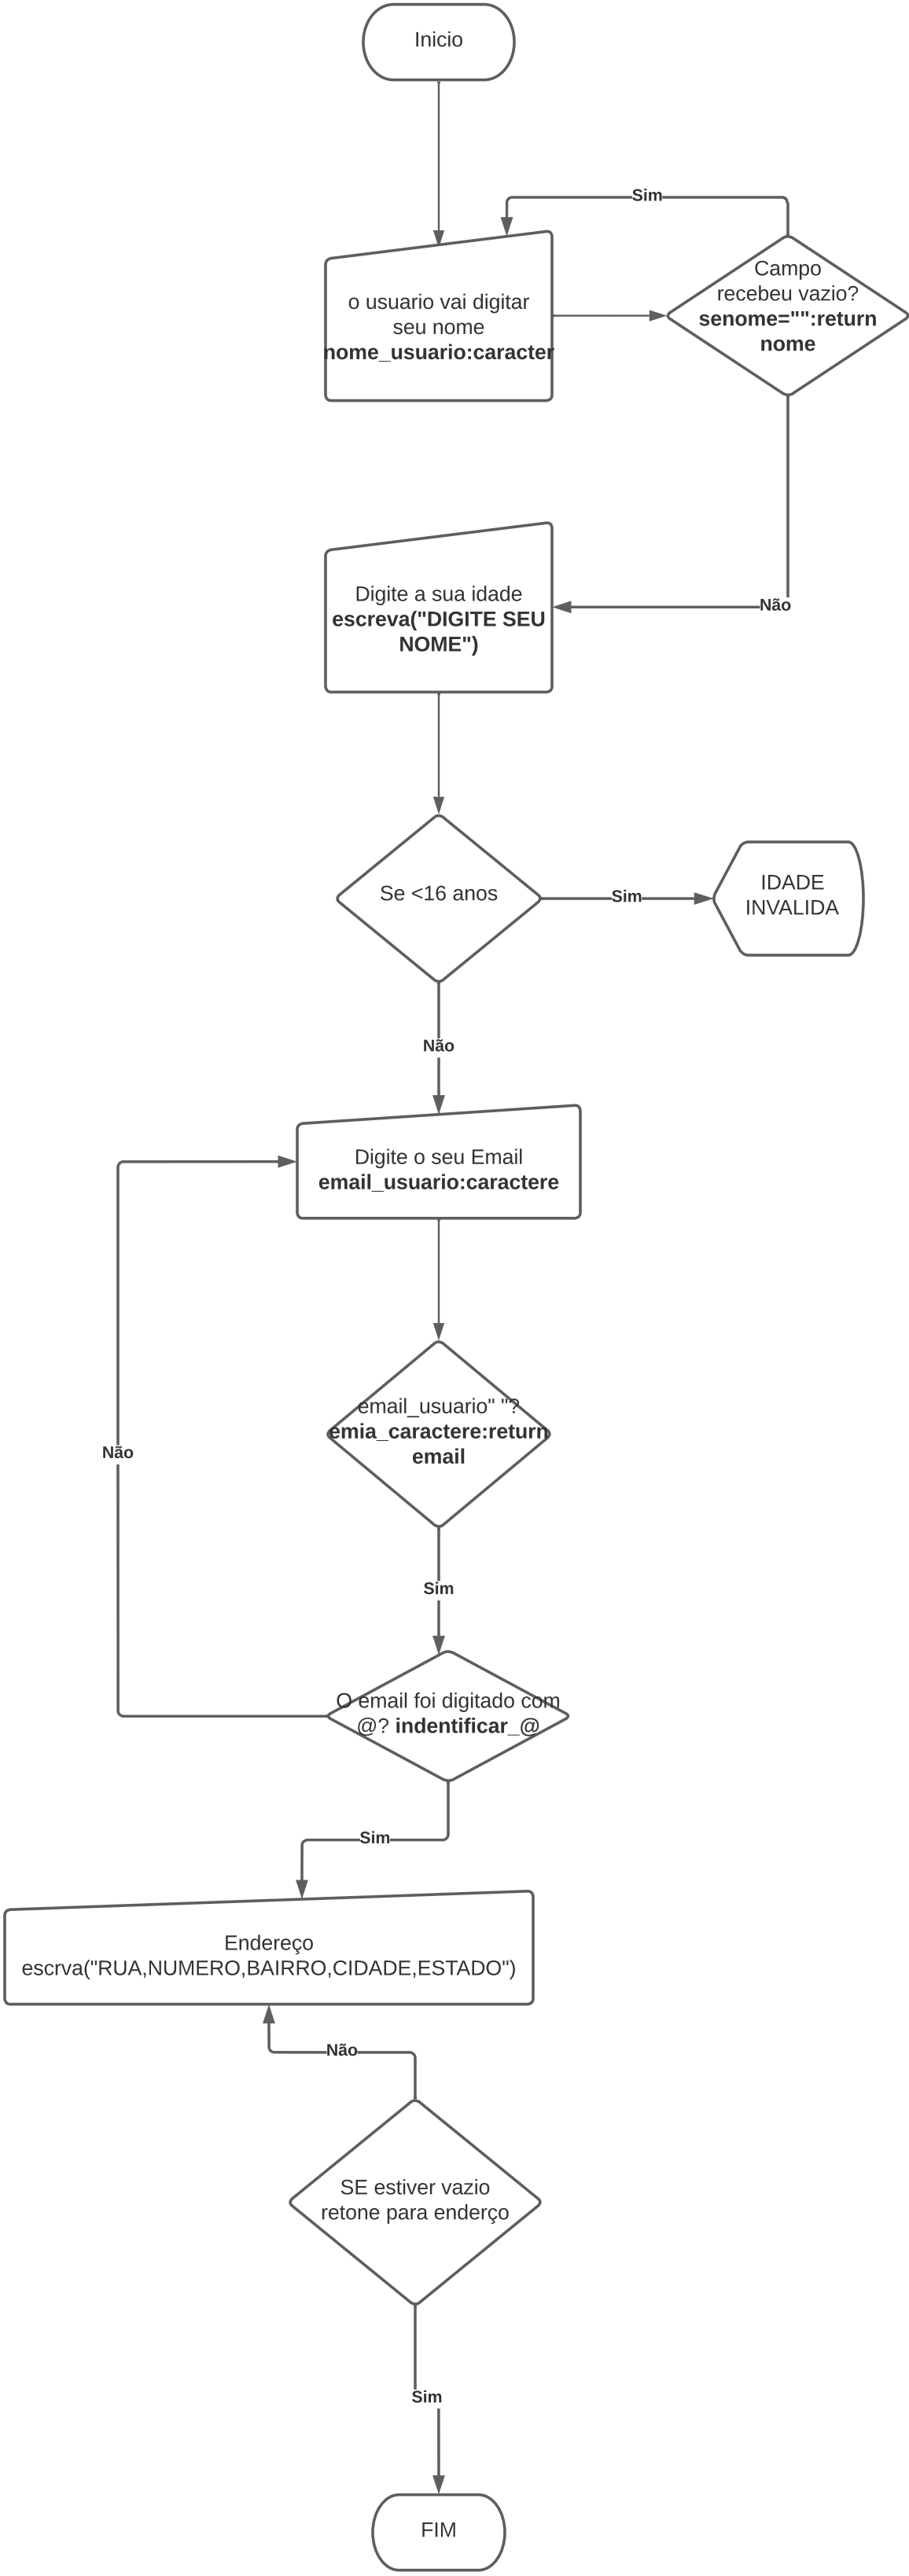 Inicio
Sim
Campo
recebeu vazio?
senome="":return
nome
o usuario vai digitar
seu nome
nome_usuario:caracter
Não
Digite a sua idade
escreva("DIGITE SEU
NOME")
Se <16 anos
Sim
IDADE
INVALIDA
Não
Digite o seu Email
email_usuario:caractere
email_usuario" "?
emia_caractere:return
email
Não
Sim
O email foi digitado com
@? indentificar_@
Sim
Endereço
escrva("RUA,NUMERO,BAIRRO,CIDADE,ESTADO")
Não
SE estiver vazio
retone para enderço
Sim
FIM